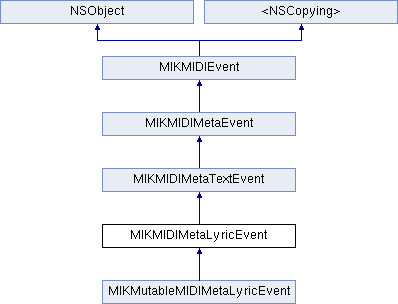 NSObject
<NSCopying>
MIKMIDIEvent
MIKMIDIMetaEvent
MIKMIDIMetaTextEvent
MIKMIDIMetaLyricEvent
MIKMutableMIDIMetaLyricEvent